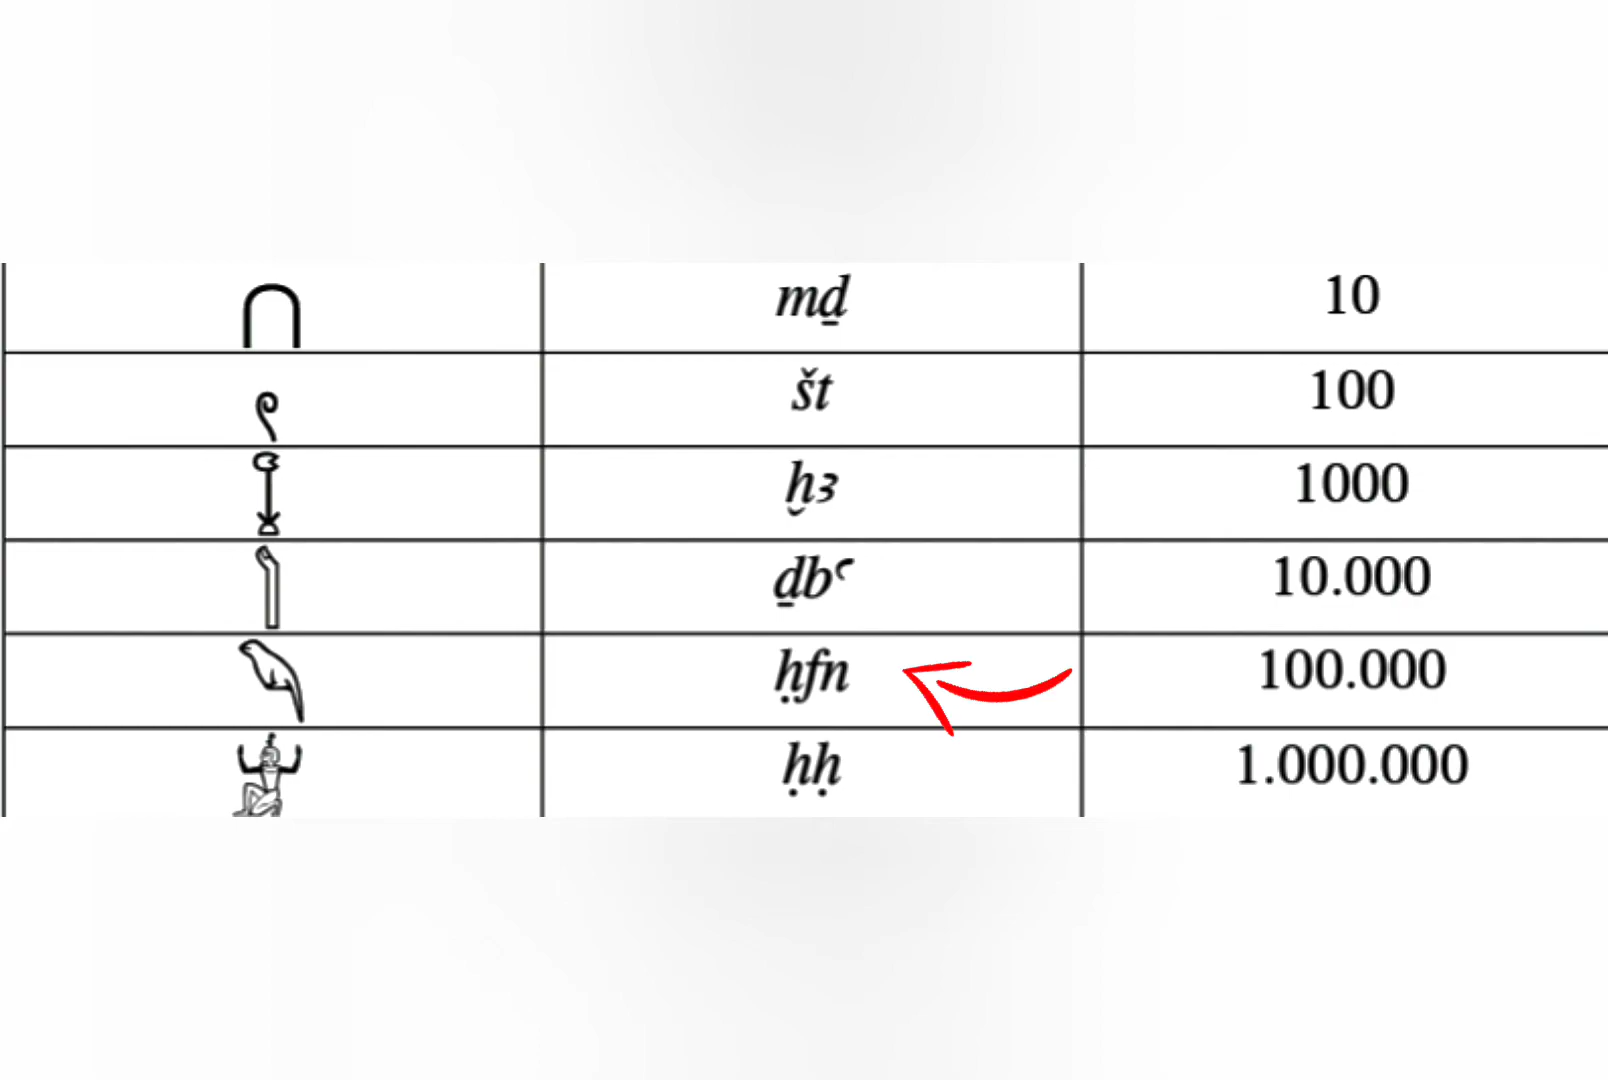 𓎆 mḏ 10
𓍢 št 100
𓆼 ḫꜣ 1000
𓂭 ḏbꜥ 10.000
𓆐 ḥfn 100.000
𓁨 ḥḥ 1.000.000